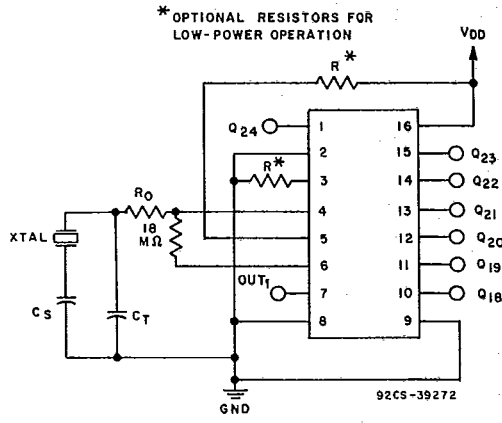 * OPTIONAL RESISTORS FOR
LOW-POWER OPERATION
VDD
R *
Q24
1
16
2
15
Q23
R*
3
14
Q22
RO
4
13
Q21
18
MΩ
XTAL
5
12
Q20
6
11
Q19
OUT1
7
10
Q18
CS
CT
8
9
92CS-39272
GND